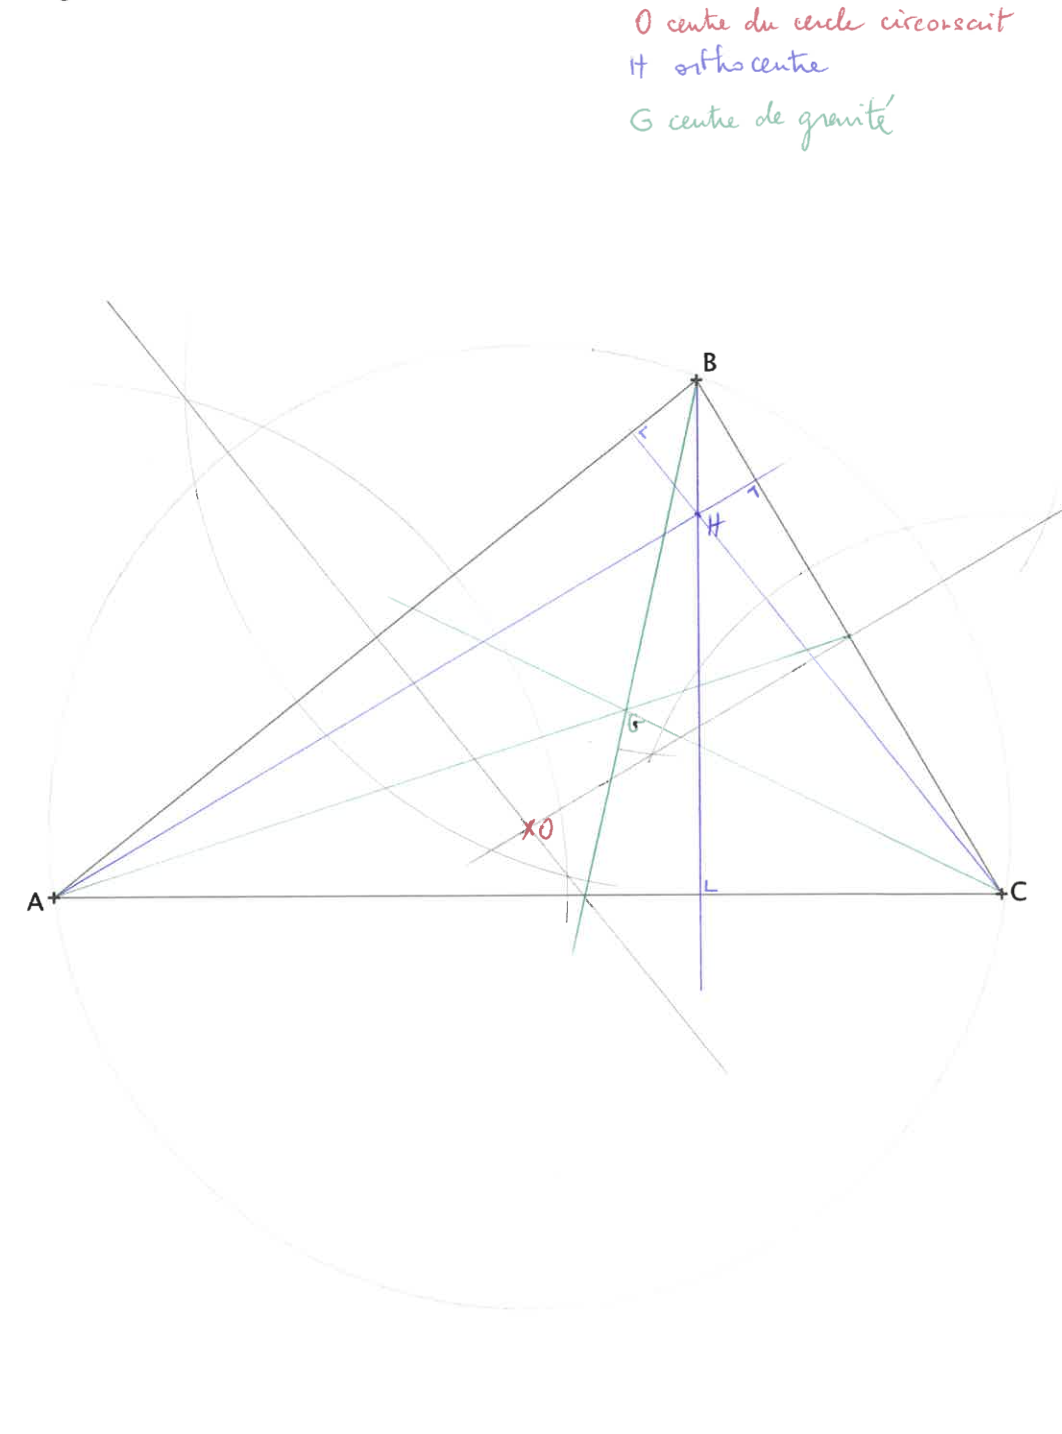 O centre du cercle circonscrit
H orthocentre
G centre de gravité
B
H
G
O
A
C